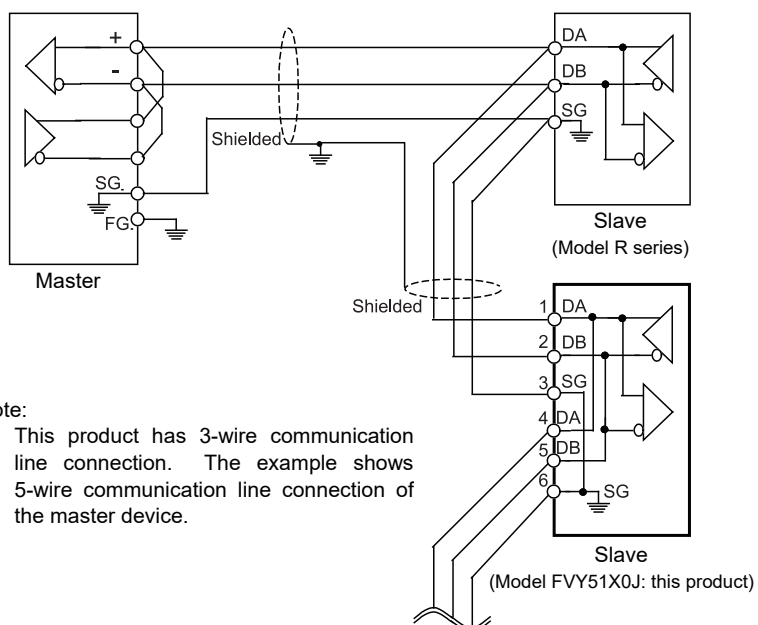 +
-
SG.
FG.
Master
Shielded
DA
DB
SG
Slave
(Model R series)
Shielded
1 DA
2 DB
3 SG
4 DA
5 DB
6
SG
Slave
(Model FVY51X0J: this product)
ote:
This product has 3-wire communication
line connection. The example shows
5-wire communication line connection of
the master device.